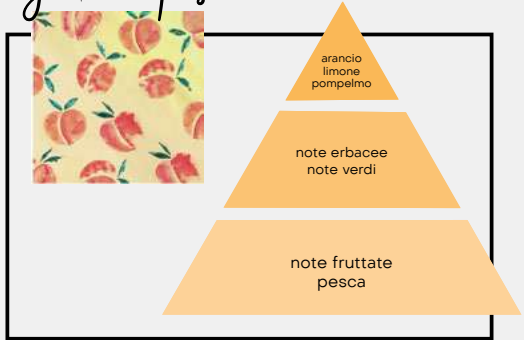 arancio
limone
pompelmo
note erbacee
note verdi
note fruttate
pesca